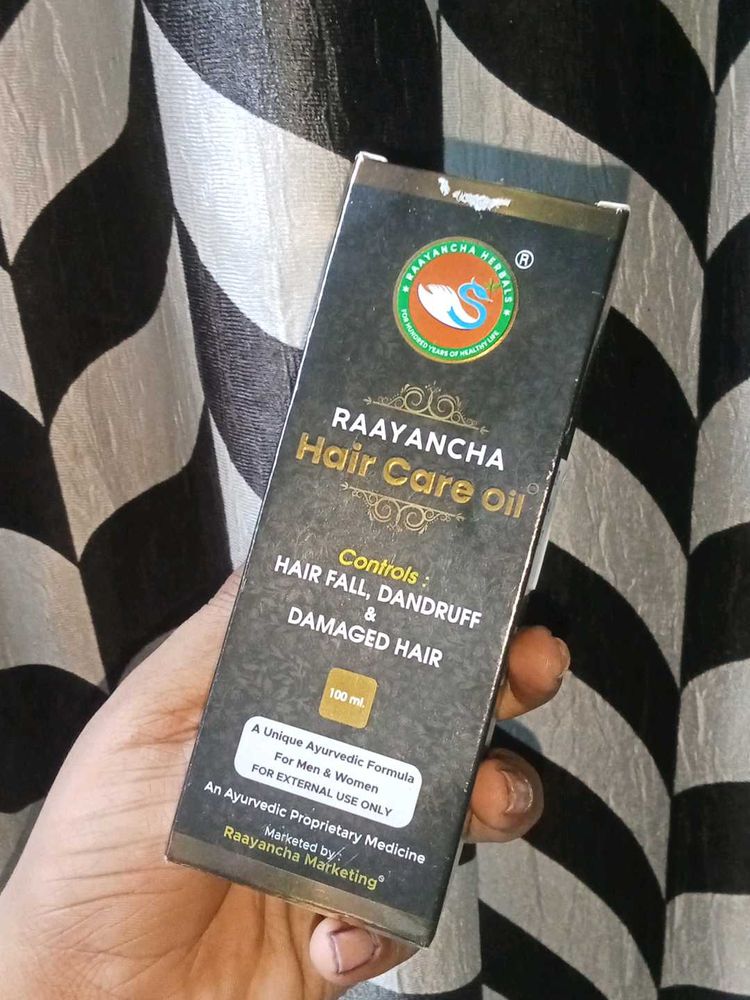 RAAYANCHA HERBALS
FOR HUNDRED YEARS OF HEALTHY LIFE
®
RAAYANCHA
Hair Care Oil
Controls :
HAIR FALL, DANDRUFF
&
DAMAGED HAIR
100 ml.
A Unique Ayurvedic Formula
For Men & Women
FOR EXTERNAL USE ONLY
An Ayurvedic Proprietary Medicine
Marketed by :
Raayancha Marketing